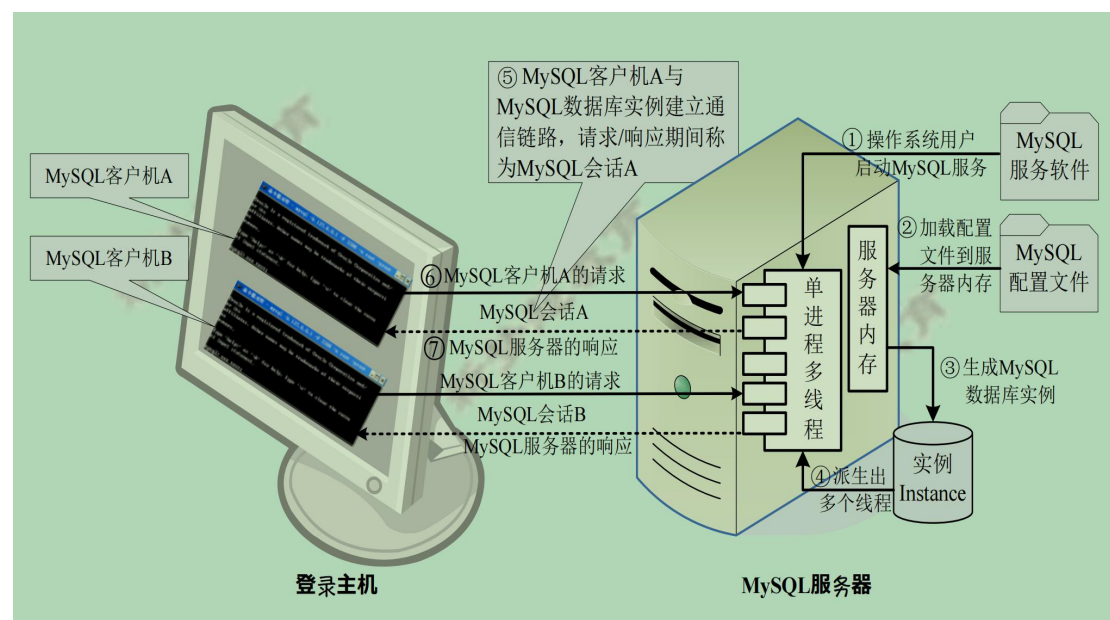 ⑤ MySQL客户机A与
MySQL数据库实例建立通
信链路，请求/响应期间称
为MySQL会话A
MySQL客户机A
MySQL客户机B
① 操作系统用户
启动MySQL服务
MySQL
服务软件
② 加载配置
文件到服
务器内存
MySQL
配置文件
服务器内存
单进程多线程
③ 生成MySQL
数据库实例
④ 派生出
多个线程
实例
Instance
⑥ MySQL客户机A的请求
MySQL会话A
⑦ MySQL服务器的响应
MySQL客户机B的请求
MySQL会话B
MySQL服务器的响应
登录主机
MySQL服务器